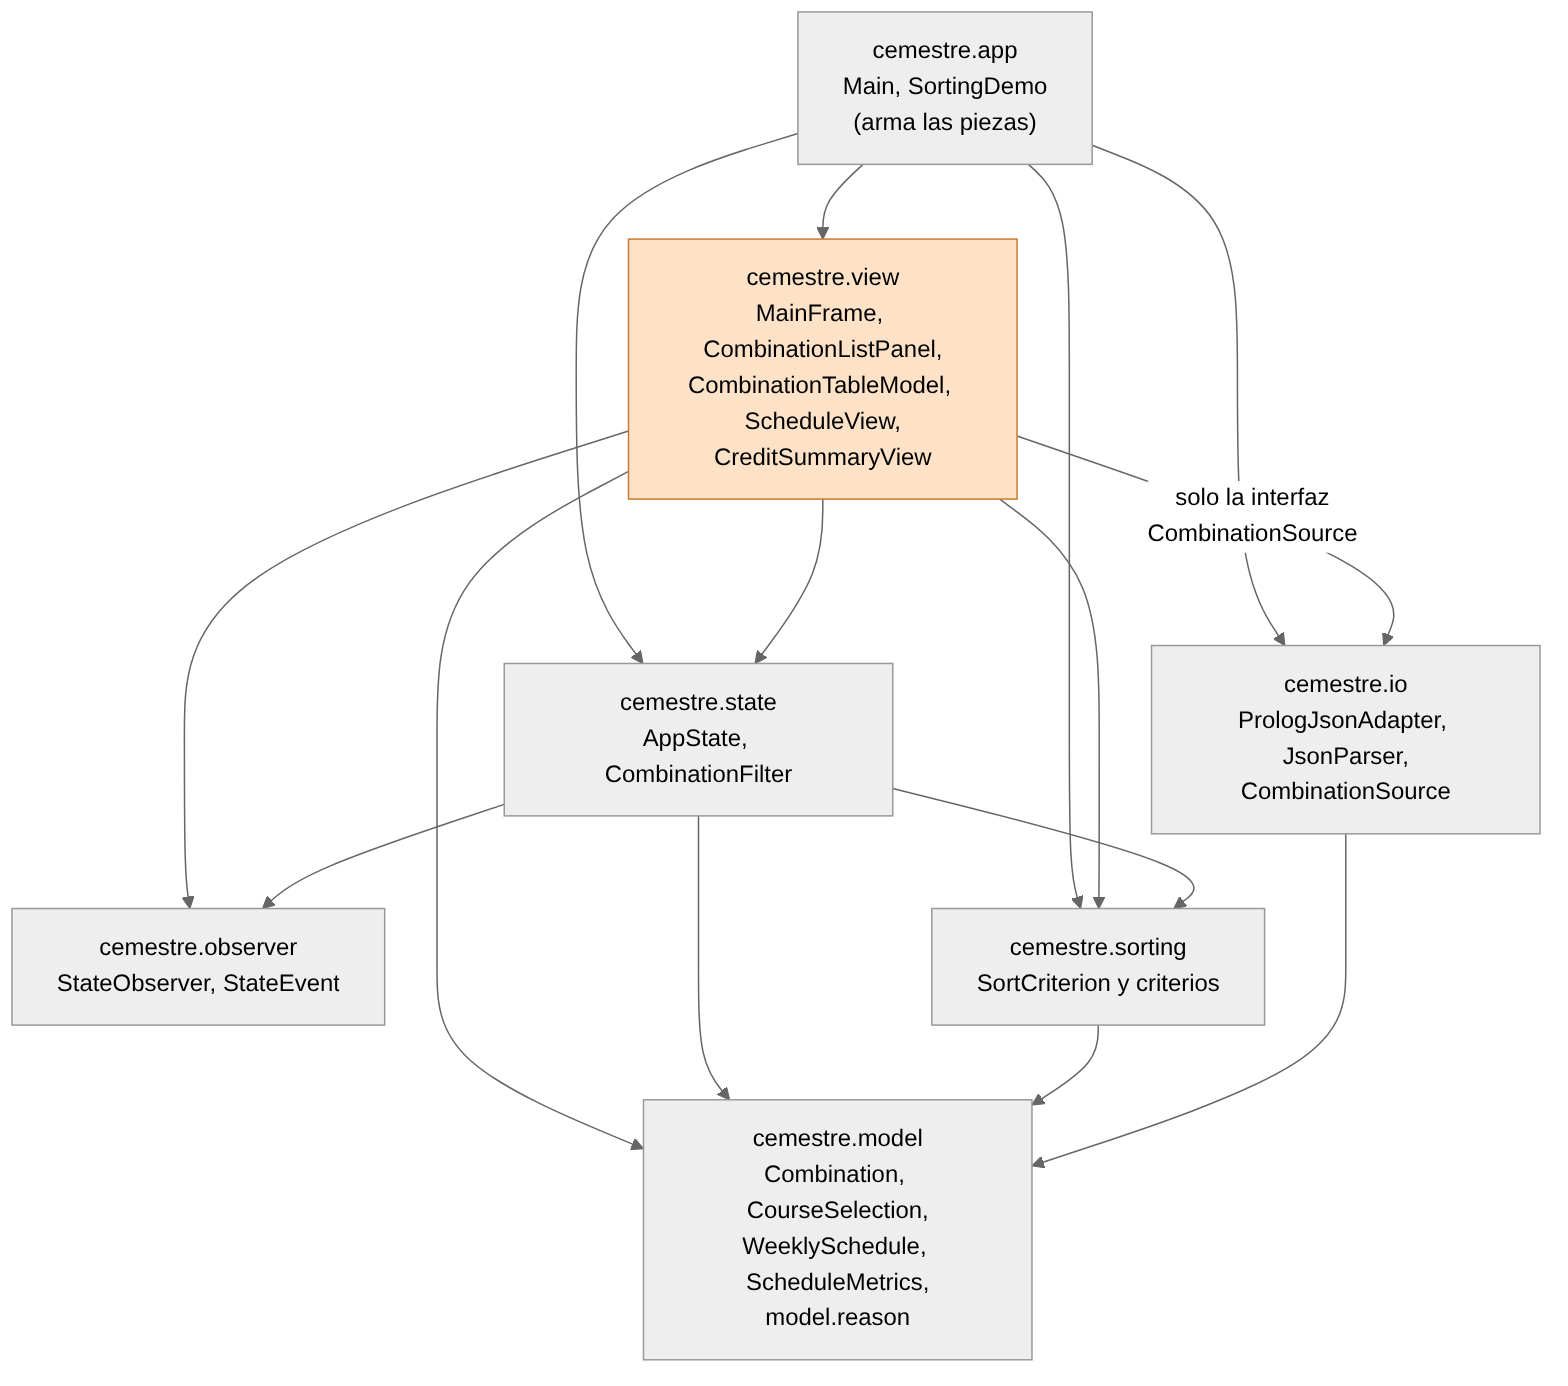 cemestre.app
Main, SortingDemo
(arma las piezas)
cemestre.view
MainFrame,
CombinationListPanel,
CombinationTableModel,
ScheduleView,
CreditSummaryView
solo la interfaz
CombinationSource
cemestre.state
AppState,
CombinationFilter
cemestre.io
PrologJsonAdapter,
JsonParser,
CombinationSource
cemestre.observer
StateObserver, StateEvent
cemestre.sorting
SortCriterion y criterios
cemestre.model
Combination,
CourseSelection,
WeeklySchedule,
ScheduleMetrics,
model.reason